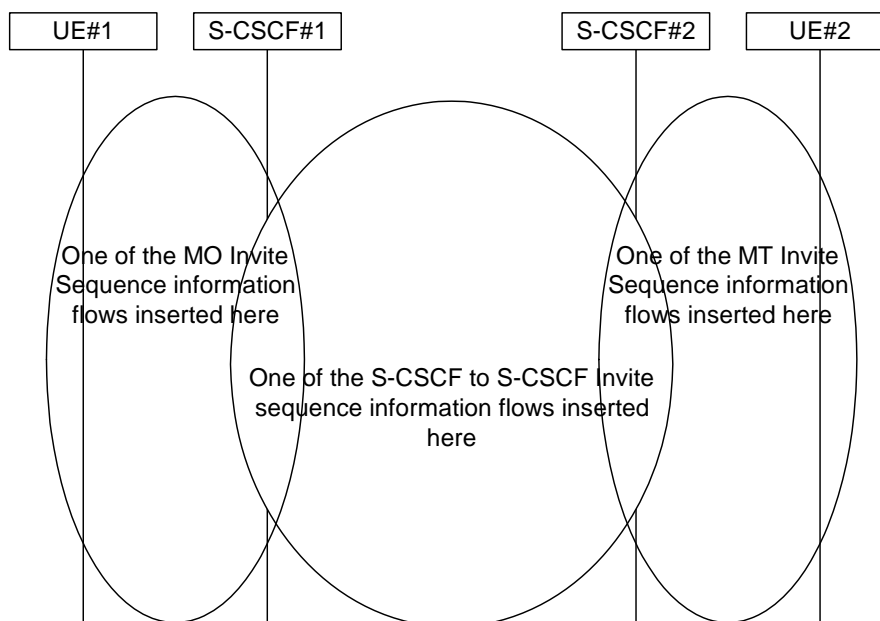 UE#1
S-CSCF#1
S-CSCF#2
UE#2
One of the MO Invite
Sequence information
flows inserted here
One of the MT Invite
Sequence information
flows inserted here
One of the S-CSCF to S-CSCF Invite
sequence information flows inserted
here